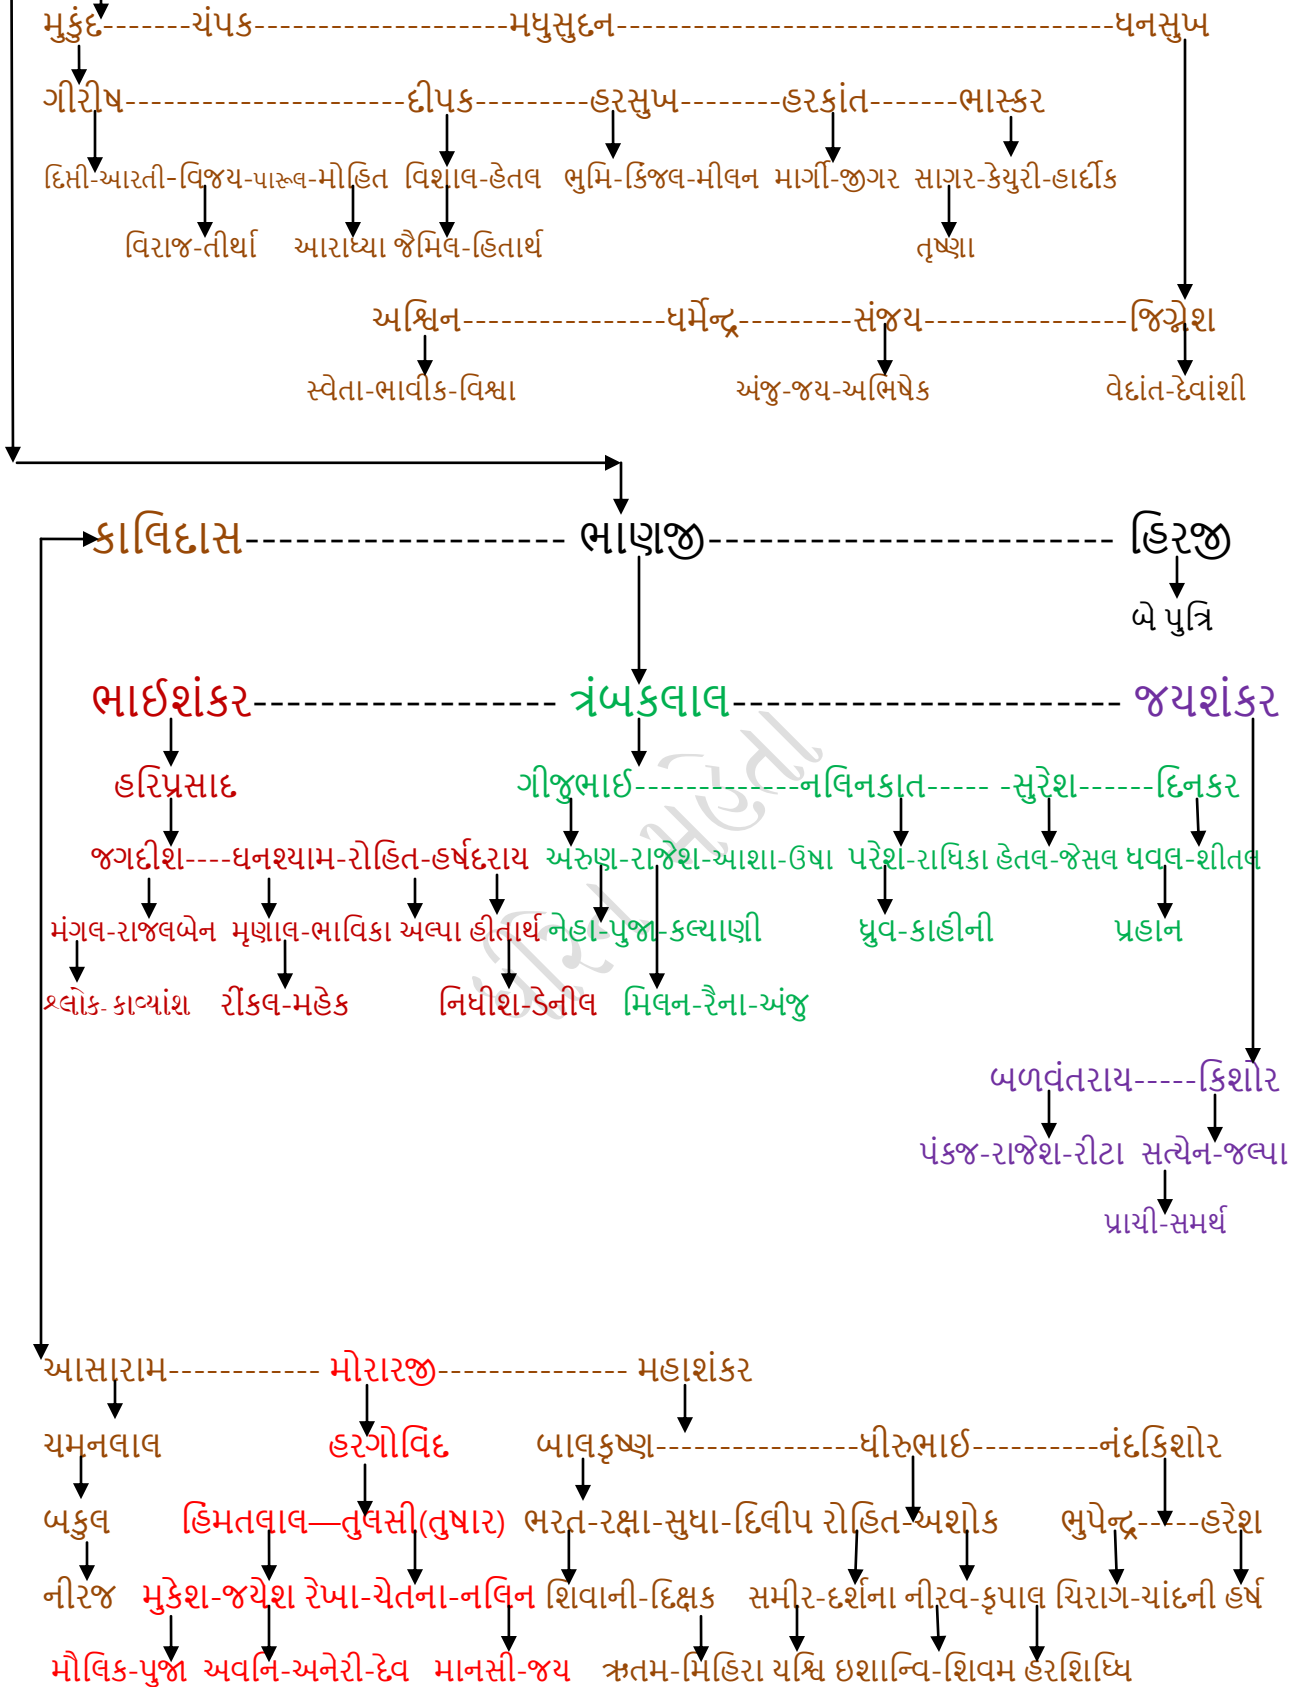 મુકુંદ-------ચંપક--------------------મધુસુદન---------------------------------------ધનસુખ
ગીરીષ----------------------દીપક---------હરસુખ--------હરકાંત-------ભાસ્કર
દિપ્તી-આરતી-વિજય-પારૂલ-મોહિત વિશાલ-હેતલ ભુમિ-કિંજલ-મીલન માર્ગી-જીગર સાગર-કેયુરી-હાર્દીક
વિરાજ-તીર્થા આરાધ્યા જૈમિલ-હિતાર્થ તૃષ્ણા
અશ્વિન----------------ધર્મેન્દ્ર---------સંજય----------------જિગ્નેશ
સ્વેતા-ભાવીક-વિશ્વા અંજુ-જય-અભિષેક વેદાંત-દેવાંશી
કાલિદાસ------------------- ભાણજી------------------------ હિરજી
બે પુત્રિ
ભાઈશંકર------------------ ત્રંબકલાલ----------------------- જયશંકર
હરિપ્રસાદ ગીજુભાઈ-------------નલિનકાત----- -સુરેશ------દિનકર
જગદીશ----ઘનશ્યામ-રોહિત-હર્ષદરાય અરુણ-રાજેશ-આશા-ઉષા પરેશ-રાધિકા હેતલ-જેસલ ધવલ-શીતલ
મંગલ-રાજલબેન મૃણાલ-ભાવિકા અલ્પા હીતાર્થ નેહા-પુજા-કલ્યાણી ધ્રુવ-કાહીની પ્રહાન
શ્લોક- કાવ્યાંશ રીંકલ-મહેક નિધીશ-ડેનીલ મિલન-રૈના-અંજુ
બળવંતરાય-----કિશોર
પંકજ-રાજેશ-રીટા સત્યેન-જલ્પા
પ્રાચી-સમર્થ
આસારામ------------ મોરારજી--------------- મહાશંકર
ચમનલાલ હરગોવિંદ બાલકૃષ્ણ----------------ધીરુભાઈ----------નંદકિશોર
બકુલ હિંમતલાલ—તુલસી(તુષાર) ભરત-રક્ષા-સુધા-દિલીપ રોહિત-અશોક ભુપેન્દ્ર-----હરેશ
નીરજ મુકેશ-જયેશ રેખા-ચેતના-નલિન શિવાની-દિક્ષક સમીર-દર્શના નીરવ-કૃપાલ ચિરાગ-ચાંદની હર્ષ
મૌલિક-પુજા અવનિ-અનેરી-દેવ માનસી-જય ઋતમ-મિહિરા યશ્વિ ઇશાન્વિ-શિવમ હરશિધ્ધિ